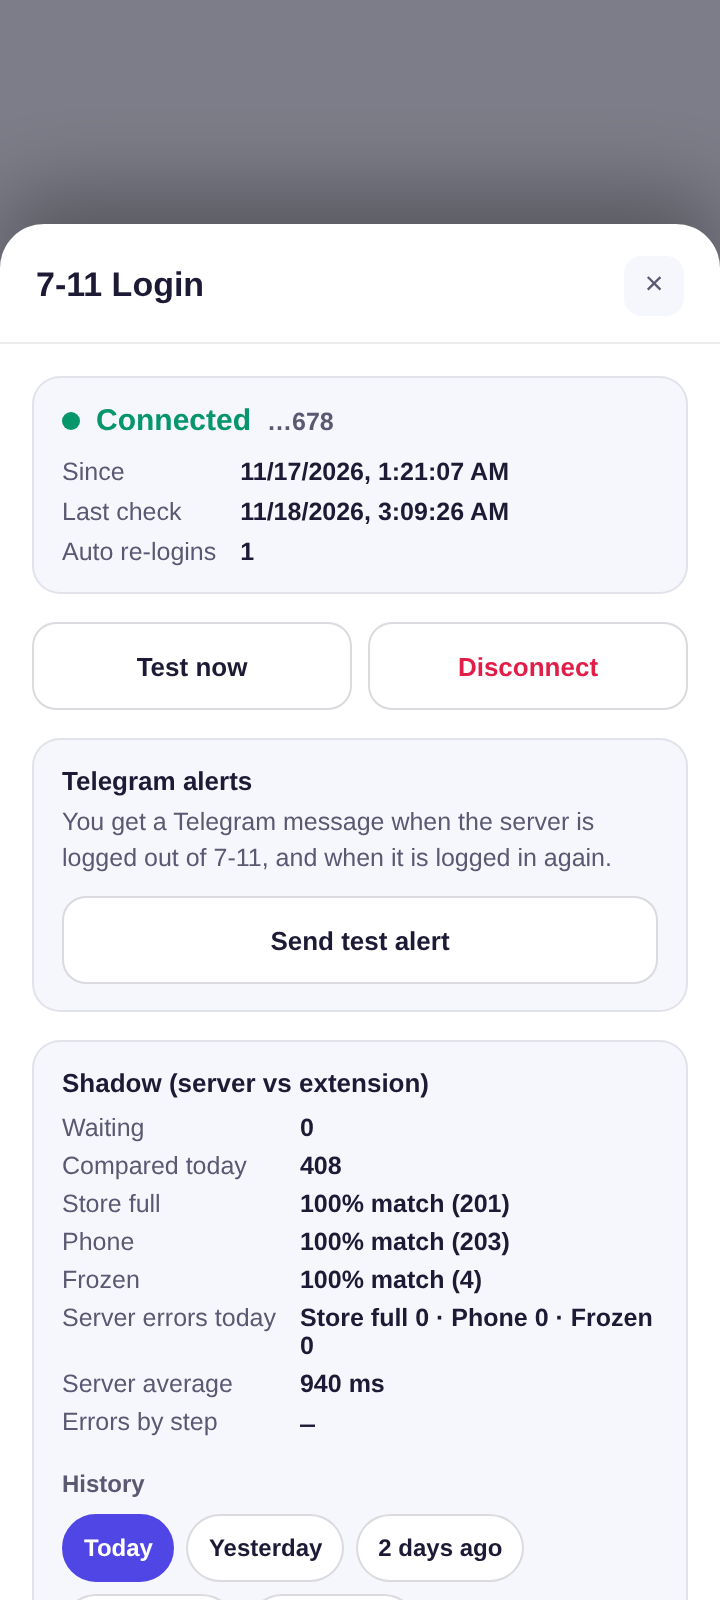 7-11 Login
×
Connected …678
Since 11/17/2026, 1:21:07 AM
Last check 11/18/2026, 3:09:26 AM
Auto re-logins 1
Test now
Disconnect
Telegram alerts
You get a Telegram message when the server is
logged out of 7-11, and when it is logged in again.
Send test alert
Shadow (server vs extension)
Waiting 0
Compared today 408
Store full 100% match (201)
Phone 100% match (203)
Frozen 100% match (4)
Server errors today Store full 0 · Phone 0 · Frozen
0
Server average 940 ms
Errors by step –
History
Today
Yesterday
2 days ago